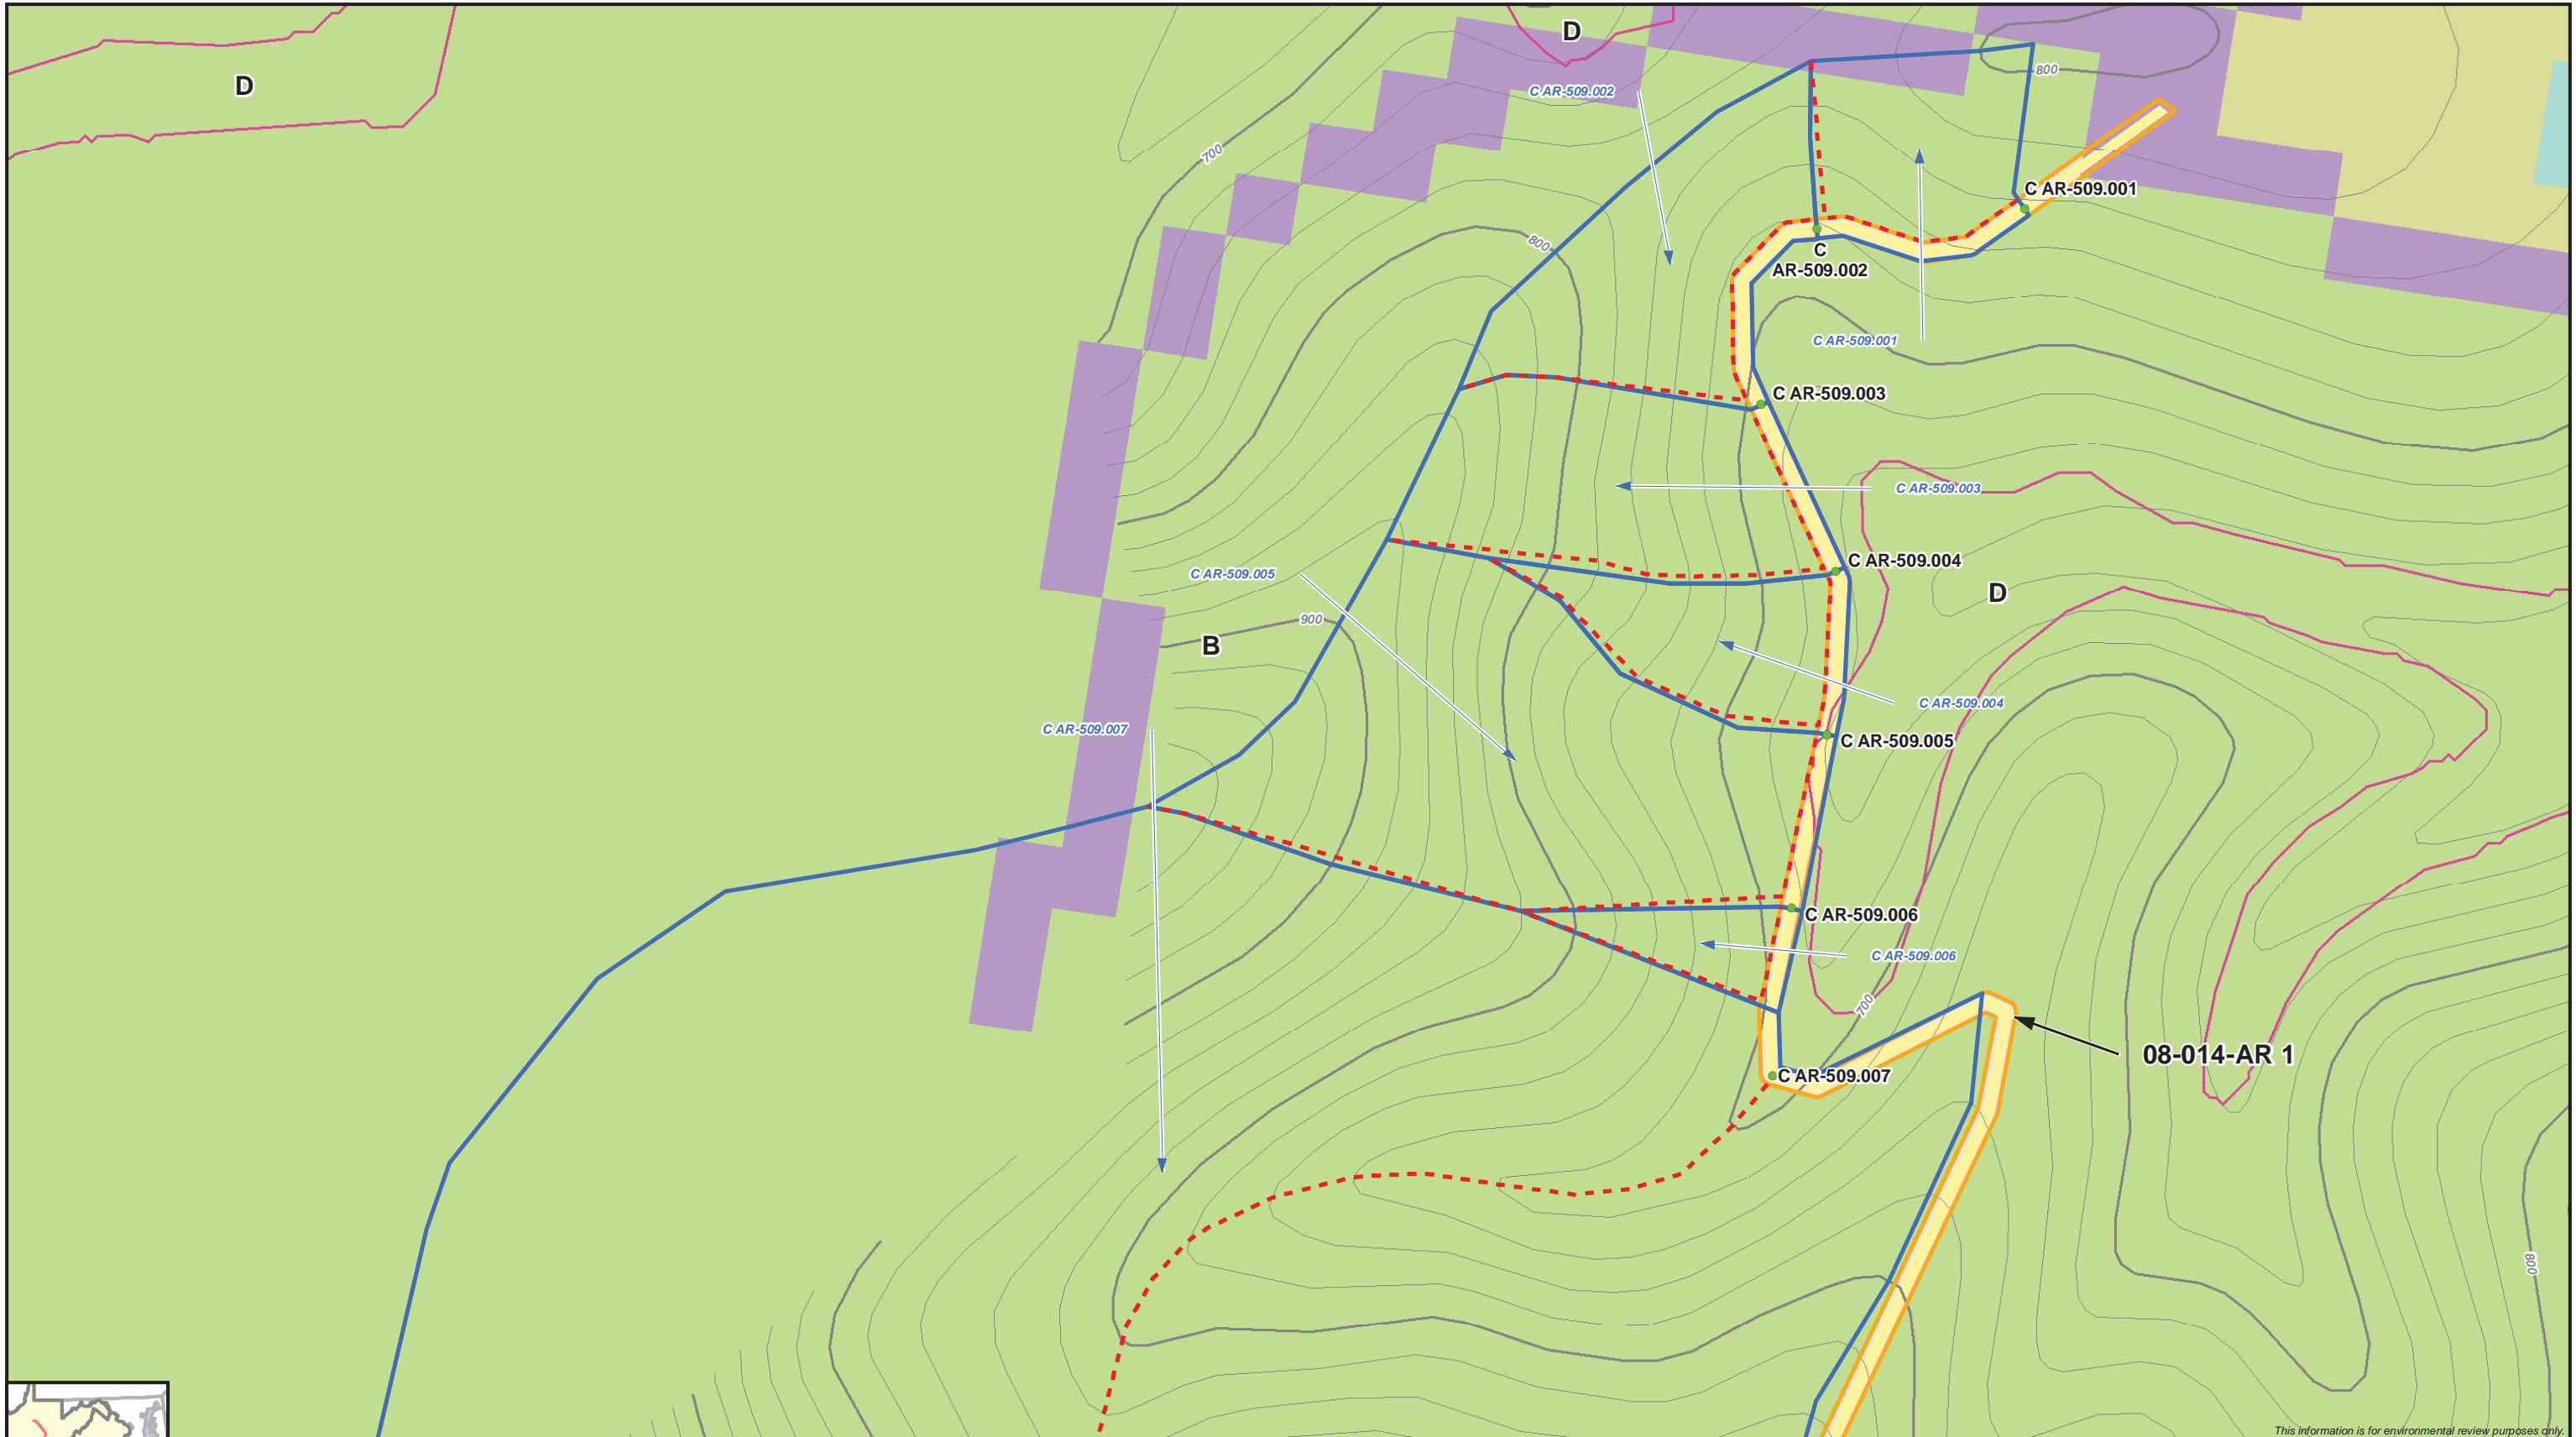 D
D
800
C AR-509.002
700
C AR-509.001
800
C
AR-509.002
C AR-509.001
C AR-509.003
C AR-509.003
C AR-509.004
C AR-509.005
D
900
B
C AR-509.004
C AR-509.007
C AR-509.005
C AR-509.006
C AR-509.006
700
08-014-AR 1
C AR-509.007
800
This information is for environmental review purposes only.